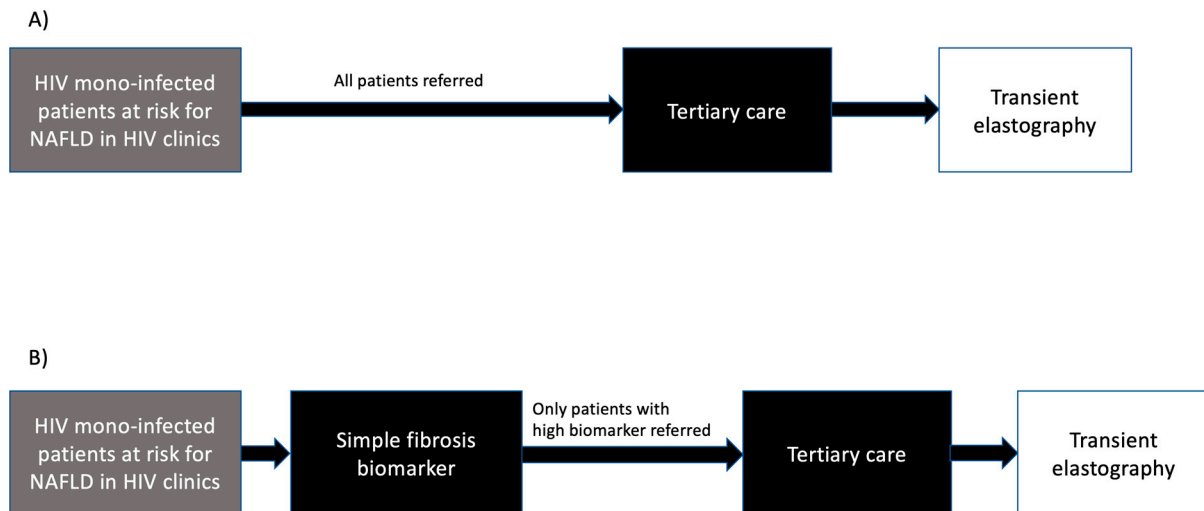 A)
HIV mono-infected
patients at risk for
NAFLD in HIV clinics
All patients referred
Tertiary care
Transient
elastography
B)
HIV mono-infected
patients at risk for
NAFLD in HIV clinics
Simple fibrosis
biomarker
Only patients with
high biomarker referred
Tertiary care
Transient
elastography